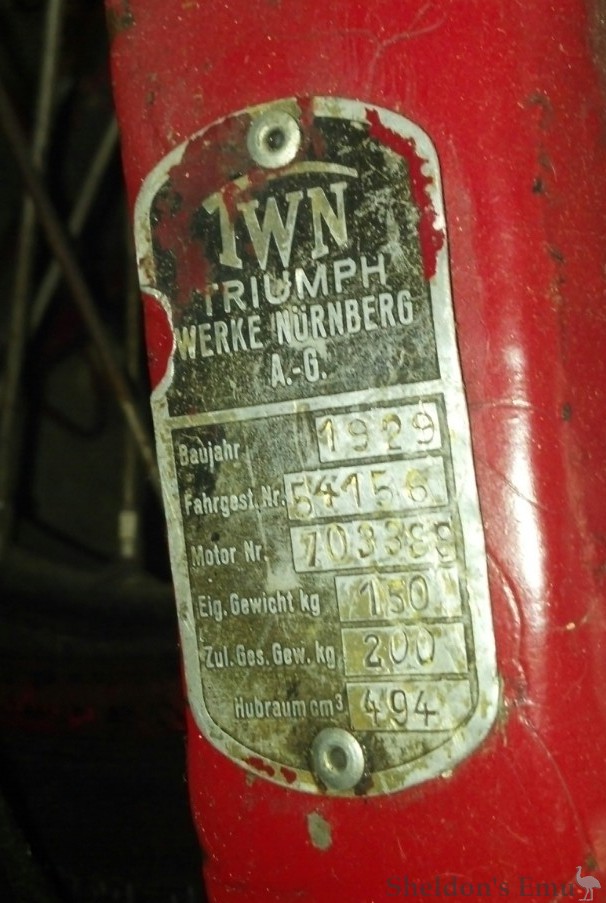 TWN
TRIUMPH
WERKE NÜRNBERG
A.-G.
Baujahr 1929
Fahrgest. Nr. 54156
Motor Nr.
Eig. Gewicht kg 150
Zul. Ges. Gew. kg 200
Hubraum cm³ 494
Sheldon's Emu